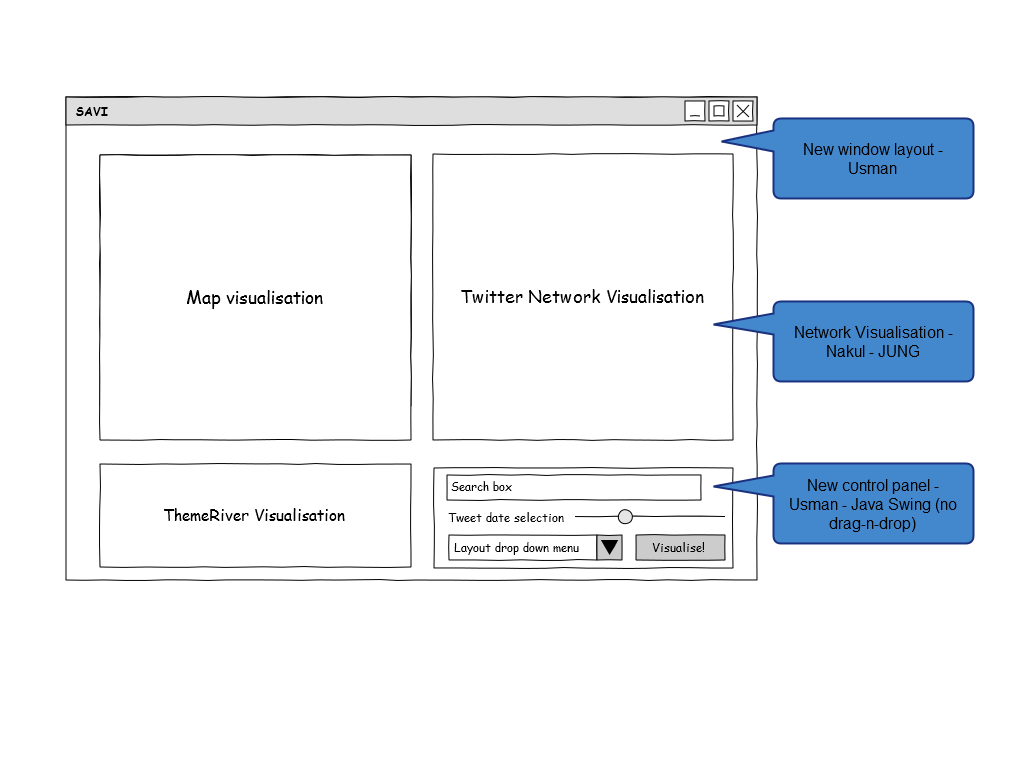 SAVI
New window layout -
Usman
Map visualisation
Twitter Network Visualisation
Network Visualisation -
Nakul - JUNG
ThemeRiver Visualisation
Search box
Tweet date selection
Layout drop down menu
Visualise!
New control panel -
Usman - Java Swing (no
drag-n-drop)